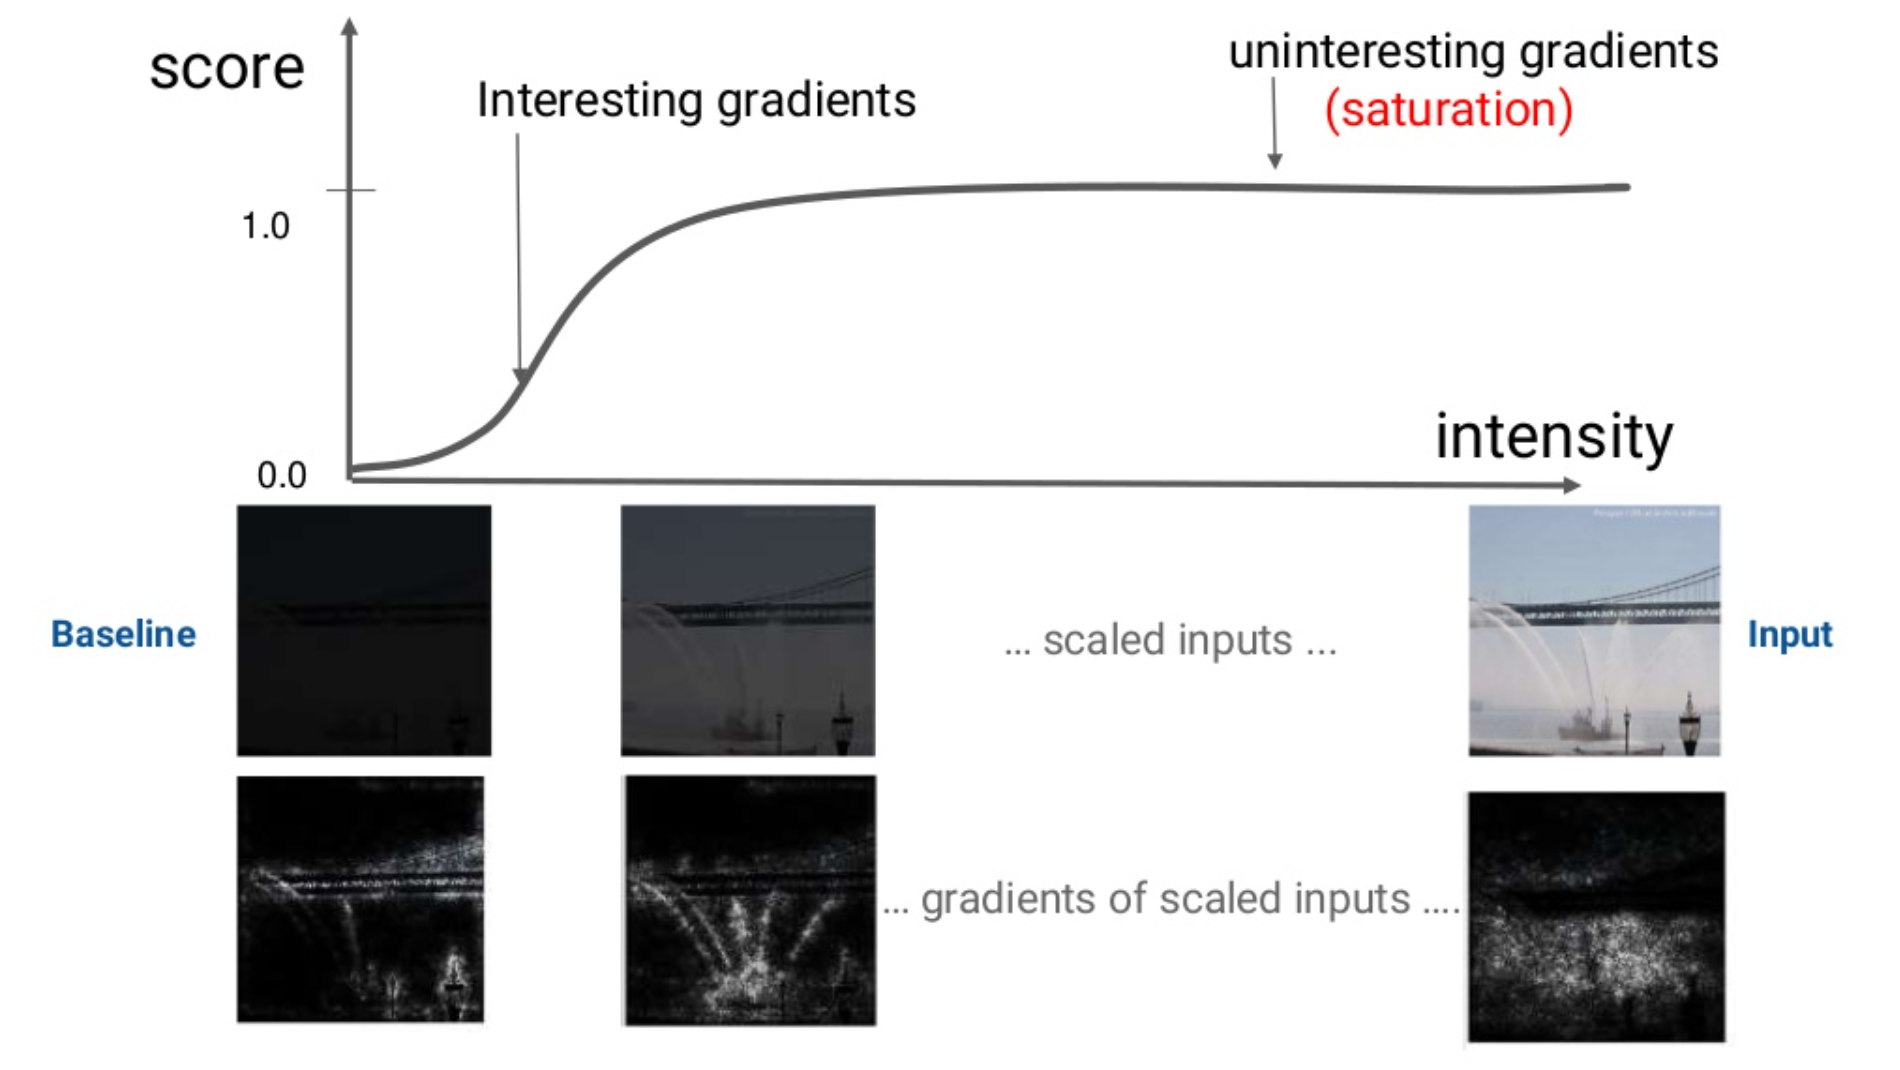 score
Interesting gradients
uninteresting gradients
(saturation)
1.0
intensity
0.0
Baseline
... scaled inputs ...
Input
... gradients of scaled inputs ....